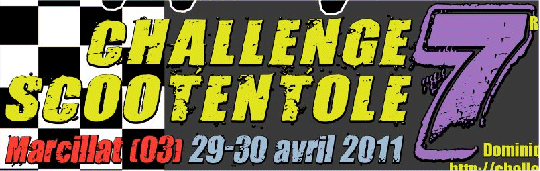 CHALLENGE
SCOOTENTOLE
7
Marcillat (03) 29-30 avril 2011